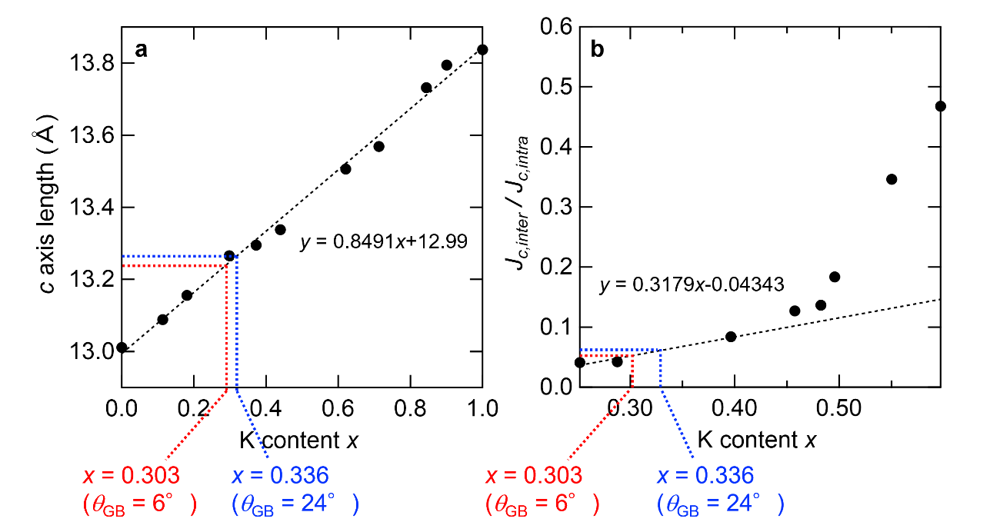 a
13.8
13.6
13.4
13.2
13.0
c axis length (Å)
y = 0.8491x+12.99
0.0 0.2 0.4 0.6 0.8 1.0
K content x
x = 0.303
(θGB = 6°)
x = 0.336
(θGB = 24°)
b
0.6
0.5
0.4
0.3
0.2
0.1
0.0
Jc,inter / Jc,intra
y = 0.3179x-0.04343
0.30 0.40 0.50
K content x
x = 0.303
(θGB = 6°)
x = 0.336
(θGB = 24°)